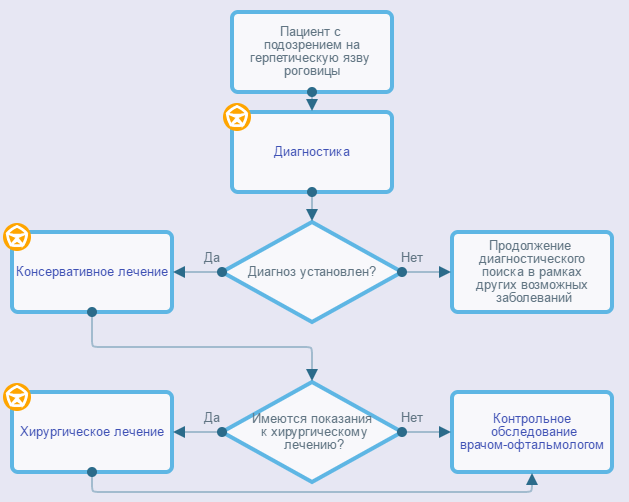 Пациент с
подозрением на
герпетическую язву
роговицы
Диагностика
Консервативное лечение
Да
Диагноз установлен?
Нет
Продолжение
диагностического
поиска в рамках
других возможных
заболеваний
Хирургическое лечение
Да
Имеются показания
к хирургическому
лечению?
Нет
Контрольное
обследование
врачом-офтальмологом